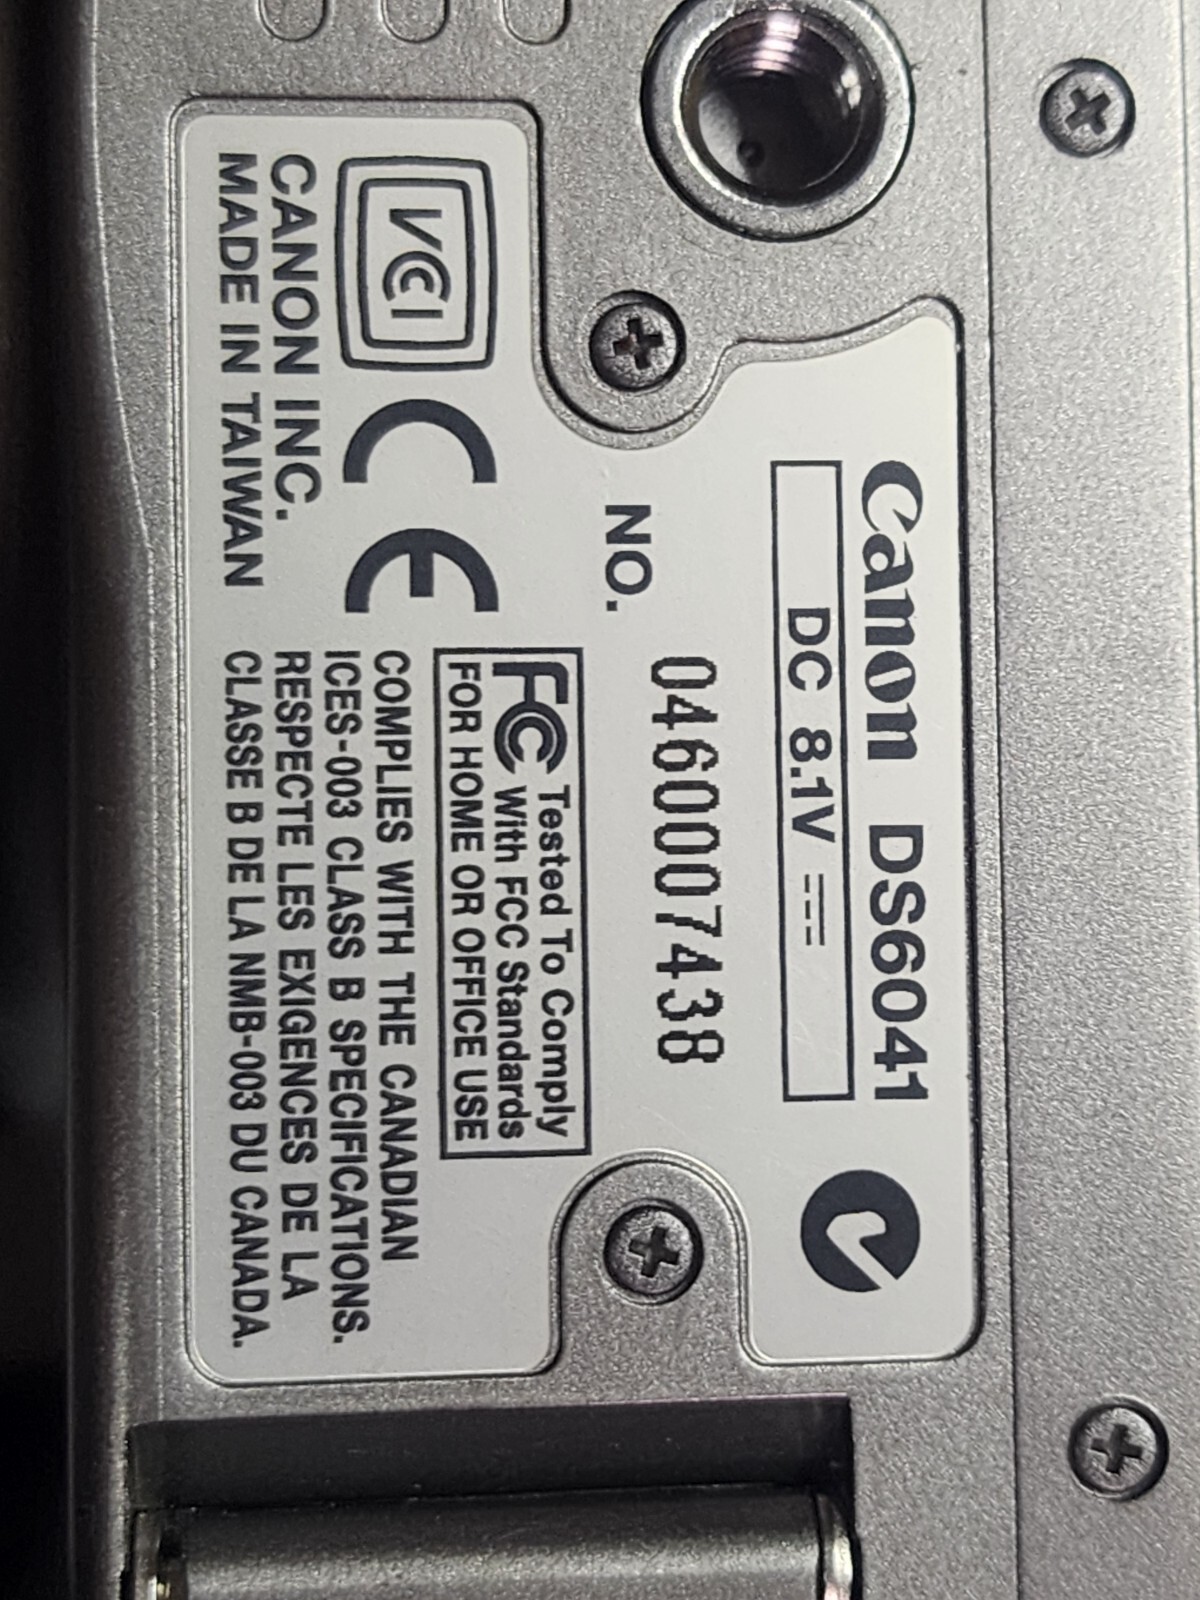 Canon DS6041
DC 8.1V
NO. 0460007438
VCCI
CE
FC Tested To Comply
With FCC Standards
FOR HOME OR OFFICE USE
CANON INC.
MADE IN TAIWAN
COMPLIES WITH THE CANADIAN
ICES-003 CLASS B SPECIFICATIONS.
RESPECTE LES EXIGENCES DE LA
CLASSE B DE LA NMB-003 DU CANADA.